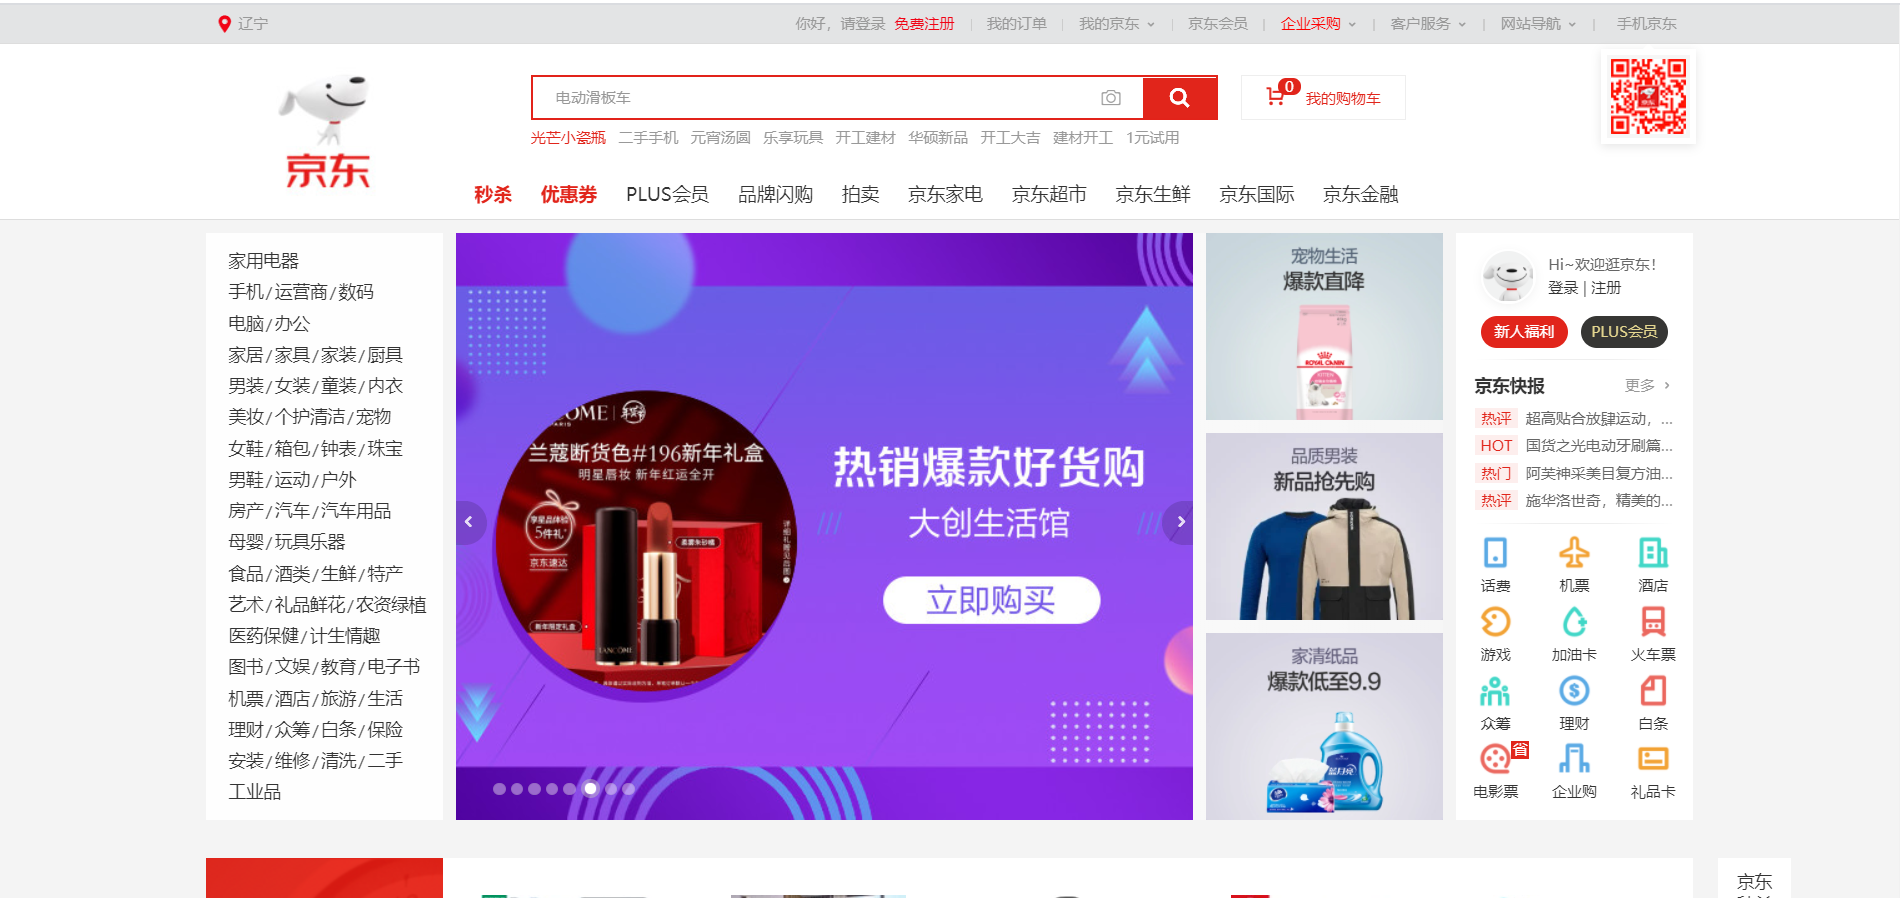 辽宁
你好，请登录 免费注册 | 我的订单 | 我的京东 | 京东会员 | 企业采购 | 客户服务 | 网站导航 | 手机京东
京东
电动滑板车
0 我的购物车
光芒小瓷瓶 二手手机 元宵汤圆 乐享玩具 开工建材 华硕新品 开工大吉 建材开工 1元试用
秒杀 优惠券 PLUS会员 品牌闪购 拍卖 京东家电 京东超市 京东生鲜 京东国际 京东金融
家用电器
手机/运营商/数码
电脑/办公
家居/家具/家装/厨具
男装/女装/童装/内衣
美妆/个护清洁/宠物
女鞋/箱包/钟表/珠宝
男鞋/运动/户外
房产/汽车/汽车用品
母婴/玩具乐器
食品/酒类/生鲜/特产
艺术/礼品鲜花/农资绿植
医药保健/计生情趣
图书/文娱/教育/电子书
机票/酒店/旅游/生活
理财/众筹/白条/保险
安装/维修/清洗/二手
工业品
兰蔻断货色#196新年礼盒
明星唇妆 新年红运全开
享星品体验
5件礼
京东速达
新年限定礼盒
LANCOME
热销爆款好货购
大创生活馆
立即购买
宠物生活
爆款直降
ROYAL CANIN
品质男装
新品抢先购
家清纸品
爆款低至9.9
蓝月亮
Hi~欢迎逛京东!
登录 | 注册
新人福利 PLUS会员
京东快报 更多
热评 超高贴合放肆运动，...
HOT 国货之光电动牙刷篇...
热门 阿芙神采美目复方油...
热评 施华洛世奇，精美的...
话费 机票 酒店
游戏 加油卡 火车票
众筹 理财 白条
省
电影票 企业购 礼品卡
京东